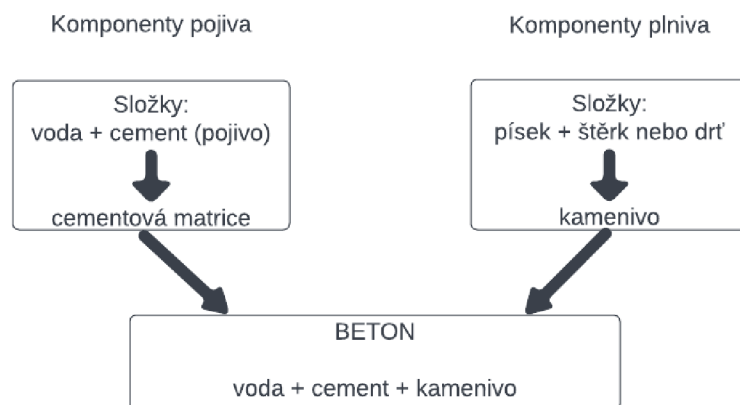 Komponenty pojiva
Komponenty plniva
Složky:
voda + cement (pojivo)
cementová matrice
Složky:
písek + štěrk nebo drť
kamenivo
BETON
voda + cement + kamenivo